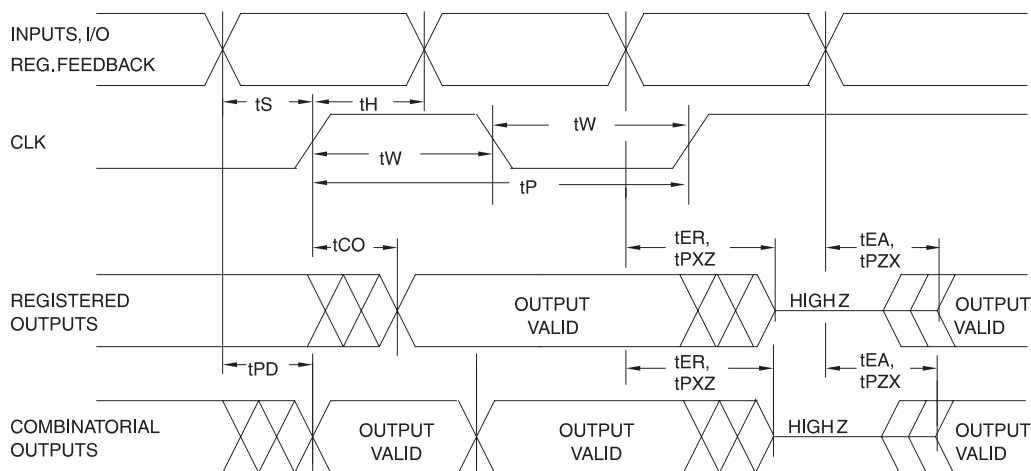 INPUTS, I/O
REG. FEEDBACK
tS
tH
CLK
tW
tW
tP
tCO
tER,
tPXZ
tEA,
tPZX
REGISTERED
OUTPUTS
OUTPUT
VALID
HIGH Z
OUTPUT
VALID
tPD
tER,
tPXZ
tEA,
tPZX
COMBINATORIAL
OUTPUTS
OUTPUT
VALID
OUTPUT
VALID
HIGH Z
OUTPUT
VALID